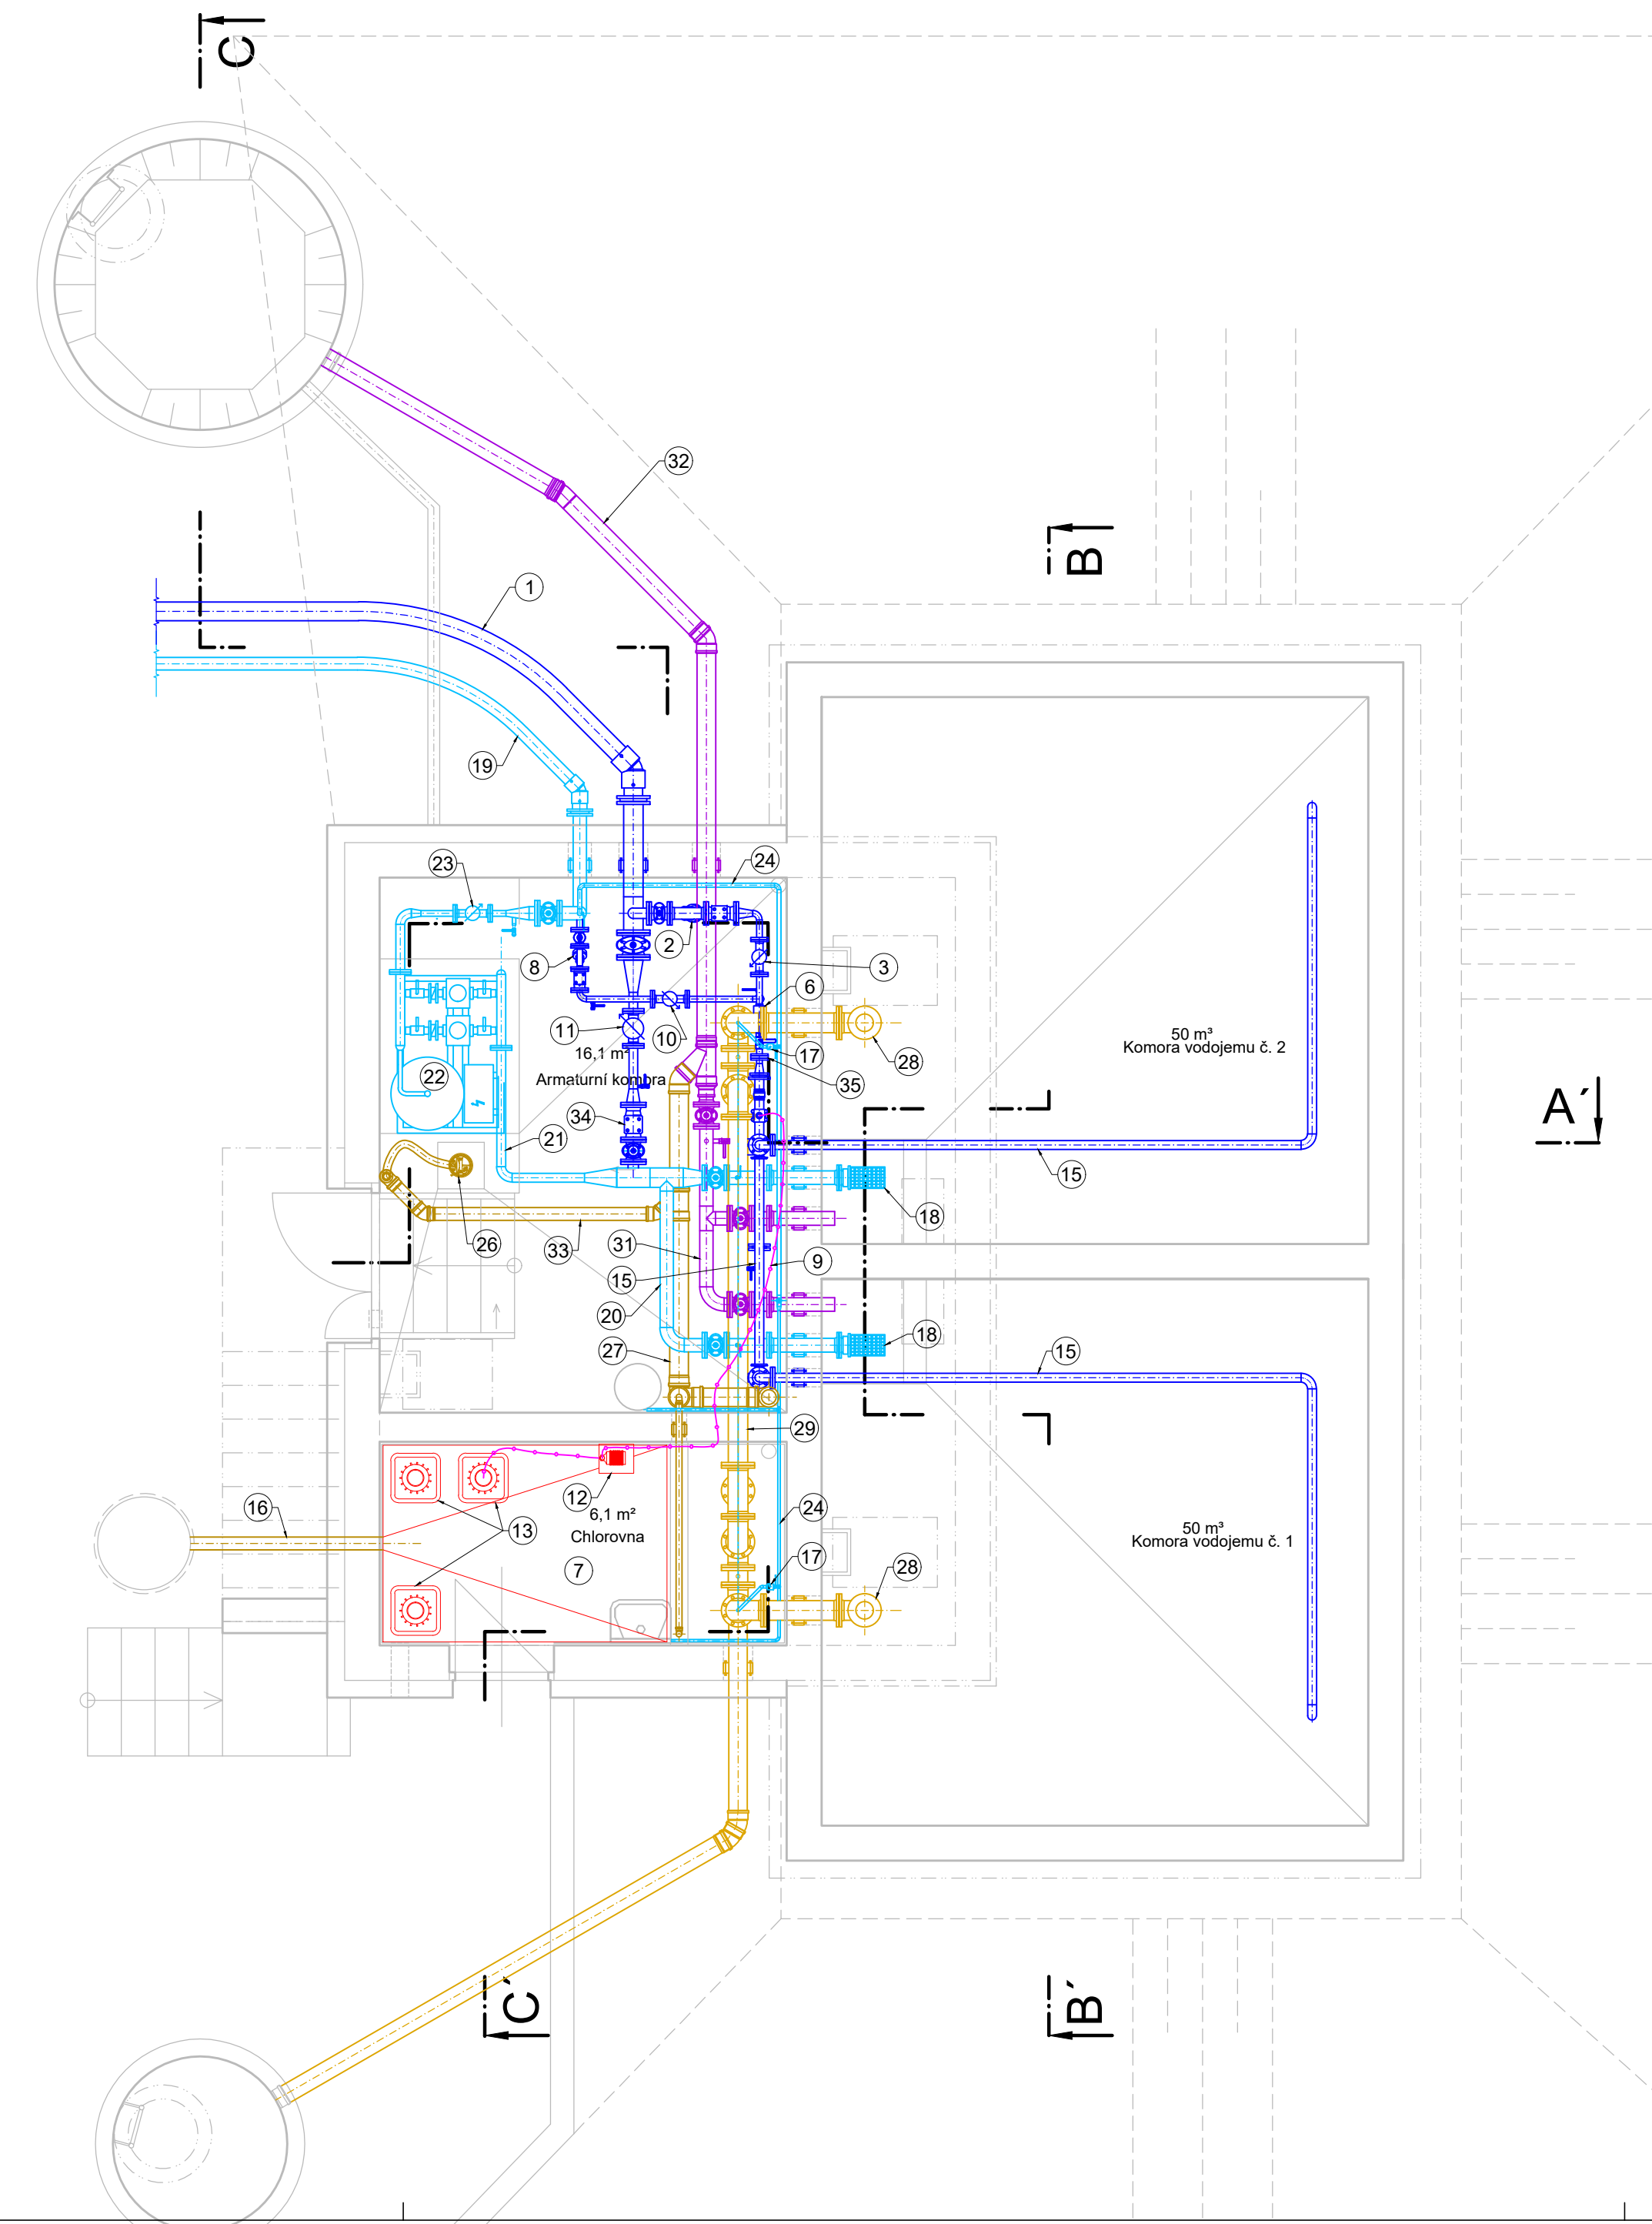 C
32
B
1
19
23
24
2
8
3
6
11
10
16,1 m²
17
28
50 m³
Komora vodojemu č. 2
22
Armaturní komora
35
A´
34
21
15
18
26
33
31
9
15
20
18
27
15
29
16
12
24
6,1 m²
13
Chlorovna
50 m³
Komora vodojemu č. 1
7
17
28
C´
B´